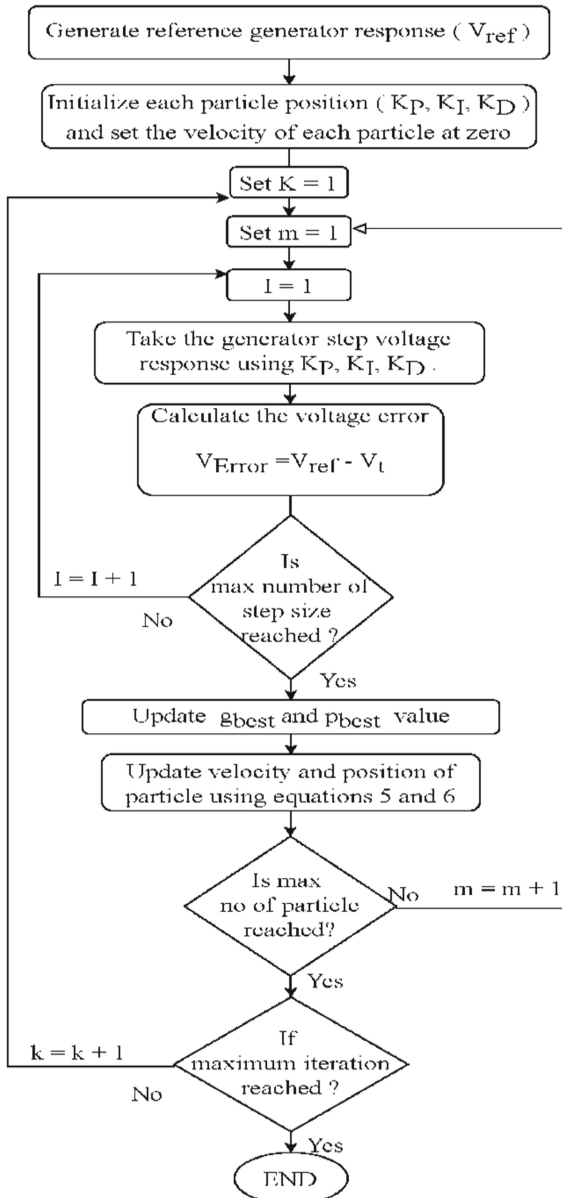 Generate reference generator response ( Vref )
Initialize each particle position ( KP, KI, KD )
and set the velocity of each particle at zero
Set K = 1
Set m = 1
I = 1
Take the generator step voltage
response using KP, KI, KD .
Calculate the voltage error
VError =Vref - Vt
Is
max number of
step size
reached ?
I = I + 1
No
Yes
Update gbest and pbest value
Update velocity and position of
particle using equations 5 and 6
Is max
no of particle
reached?
No
m = m + 1
Yes
If
maximum iteration
reached ?
k = k + 1
No
Yes
END